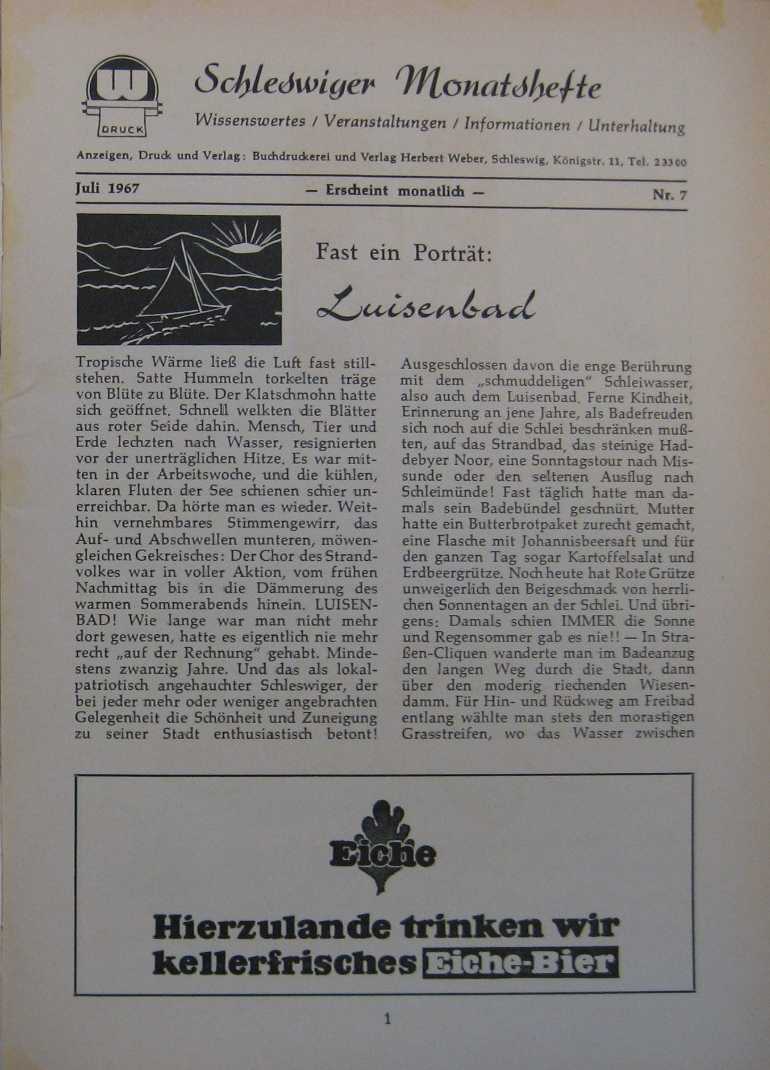 W
DRUCK
Schleswiger Monatshefte
Wissenswertes / Veranstaltungen / Informationen / Unterhaltung
Anzeigen, Druck und Verlag: Buchdruckerei und Verlag Herbert Weber, Schleswig, Königstr. 11, Tel. 23300
Juli 1967 — Erscheint monatlich — Nr. 7
Fast ein Porträt:
Luisenbad
Tropische Wärme ließ die Luft fast still-
stehen. Satte Hummeln torkelten träge
von Blüte zu Blüte. Der Klatschmohn hatte
sich geöffnet. Schnell welkten die Blätter
aus roter Seide dahin. Mensch, Tier und
Erde lechzten nach Wasser, resignierten
vor der unerträglichen Hitze. Es war mit-
ten in der Arbeitswoche, und die kühlen,
klaren Fluten der See schienen schier un-
erreichbar. Da hörte man es wieder. Weit-
hin vernehmbares Stimmengewirr, das
Auf- und Abschwellen munteren, möwen-
gleichen Gekreisches: Der Chor des Strand-
volkes war in voller Aktion, vom frühen
Nachmittag bis in die Dämmerung des
warmen Sommerabends hinein. LUISEN-
BAD! Wie lange war man nicht mehr
dort gewesen, hatte es eigentlich nie mehr
recht „auf der Rechnung“ gehabt. Minde-
stens zwanzig Jahre. Und das als lokal-
patriotisch angehauchter Schleswiger, der
bei jeder mehr oder weniger angebrachten
Gelegenheit die Schönheit und Zuneigung
zu seiner Stadt enthusiastisch betont!
Ausgeschlossen davon die enge Berührung
mit dem „schmuddeligen“ Schleiwasser,
also auch dem Luisenbad. Ferne Kindheit,
Erinnerung an jene Jahre, als Badefreuden
sich noch auf die Schlei beschränken muß-
ten, auf das Strandbad, das steinige Had-
debyer Noor, eine Sonntagstour nach Mis-
sunde oder den seltenen Ausflug nach
Schleimünde! Fast täglich hatte man da-
mals sein Badebündel geschnürt. Mutter
hatte ein Butterbrotpaket zurecht gemacht,
eine Flasche mit Johannisbeersaft und für
den ganzen Tag sogar Kartoffelsalat und
Erdbeergrütze. Noch heute hat Rote Grütze
unweigerlich den Beigeschmack von herrli-
chen Sonnentagen an der Schlei. Und übri-
gens: Damals schien IMMER die Sonne
und Regensommer gab es nie!! — In Stra-
ßen-Cliquen wanderte man im Badeanzug
den langen Weg durch die Stadt, dann
über den moderig riechenden Wiesen-
damm. Für Hin- und Rückweg am Freibad
entlang wählte man stets den morastigen
Grasstreifen, wo das Wasser zwischen
Eiche
Hierzulande trinken wir
kellerfrisches Eiche-Bier
1